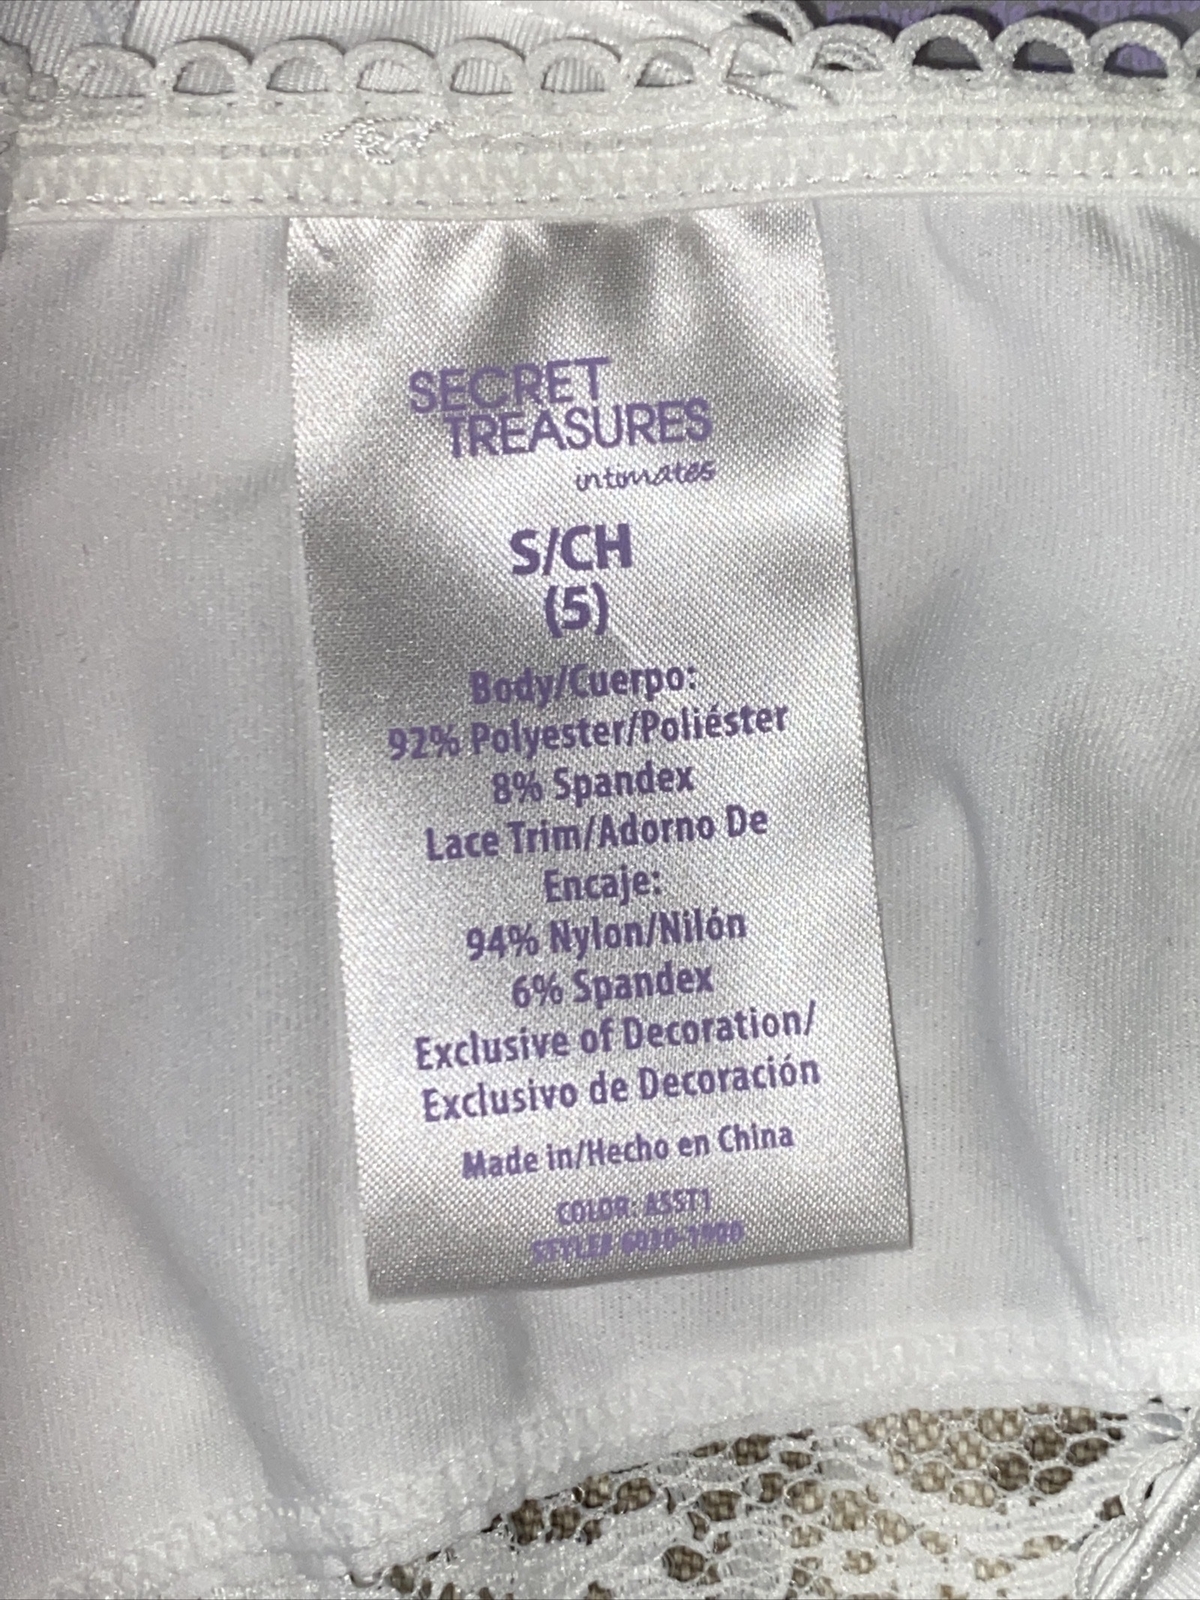 SECRET
TREASURES
intimates
S/CH
(5)
Body/Cuerpo:
92% Polyester/Poliéster
8% Spandex
Lace Trim/Adorno De
Encaje:
94% Nylon/Nilón
6% Spandex
Exclusive of Decoration/
Exclusivo de Decoración
Made in/Hecho en China
COLOR: ASST1
STYLE#